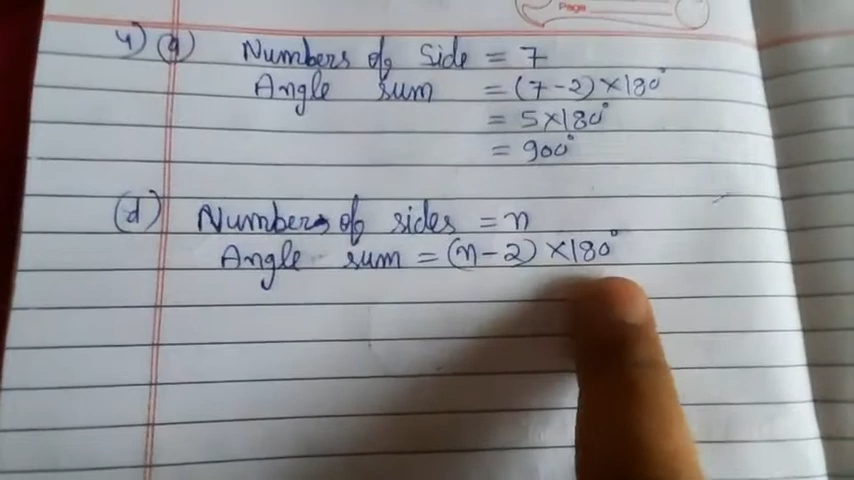 Page
4) (a) Numbers of Side = 7
Angle sum = (7-2) ×180°
= 5×180°
= 900°
(d) Numbers of sides = n
Angle sum = (n-2) ×180°